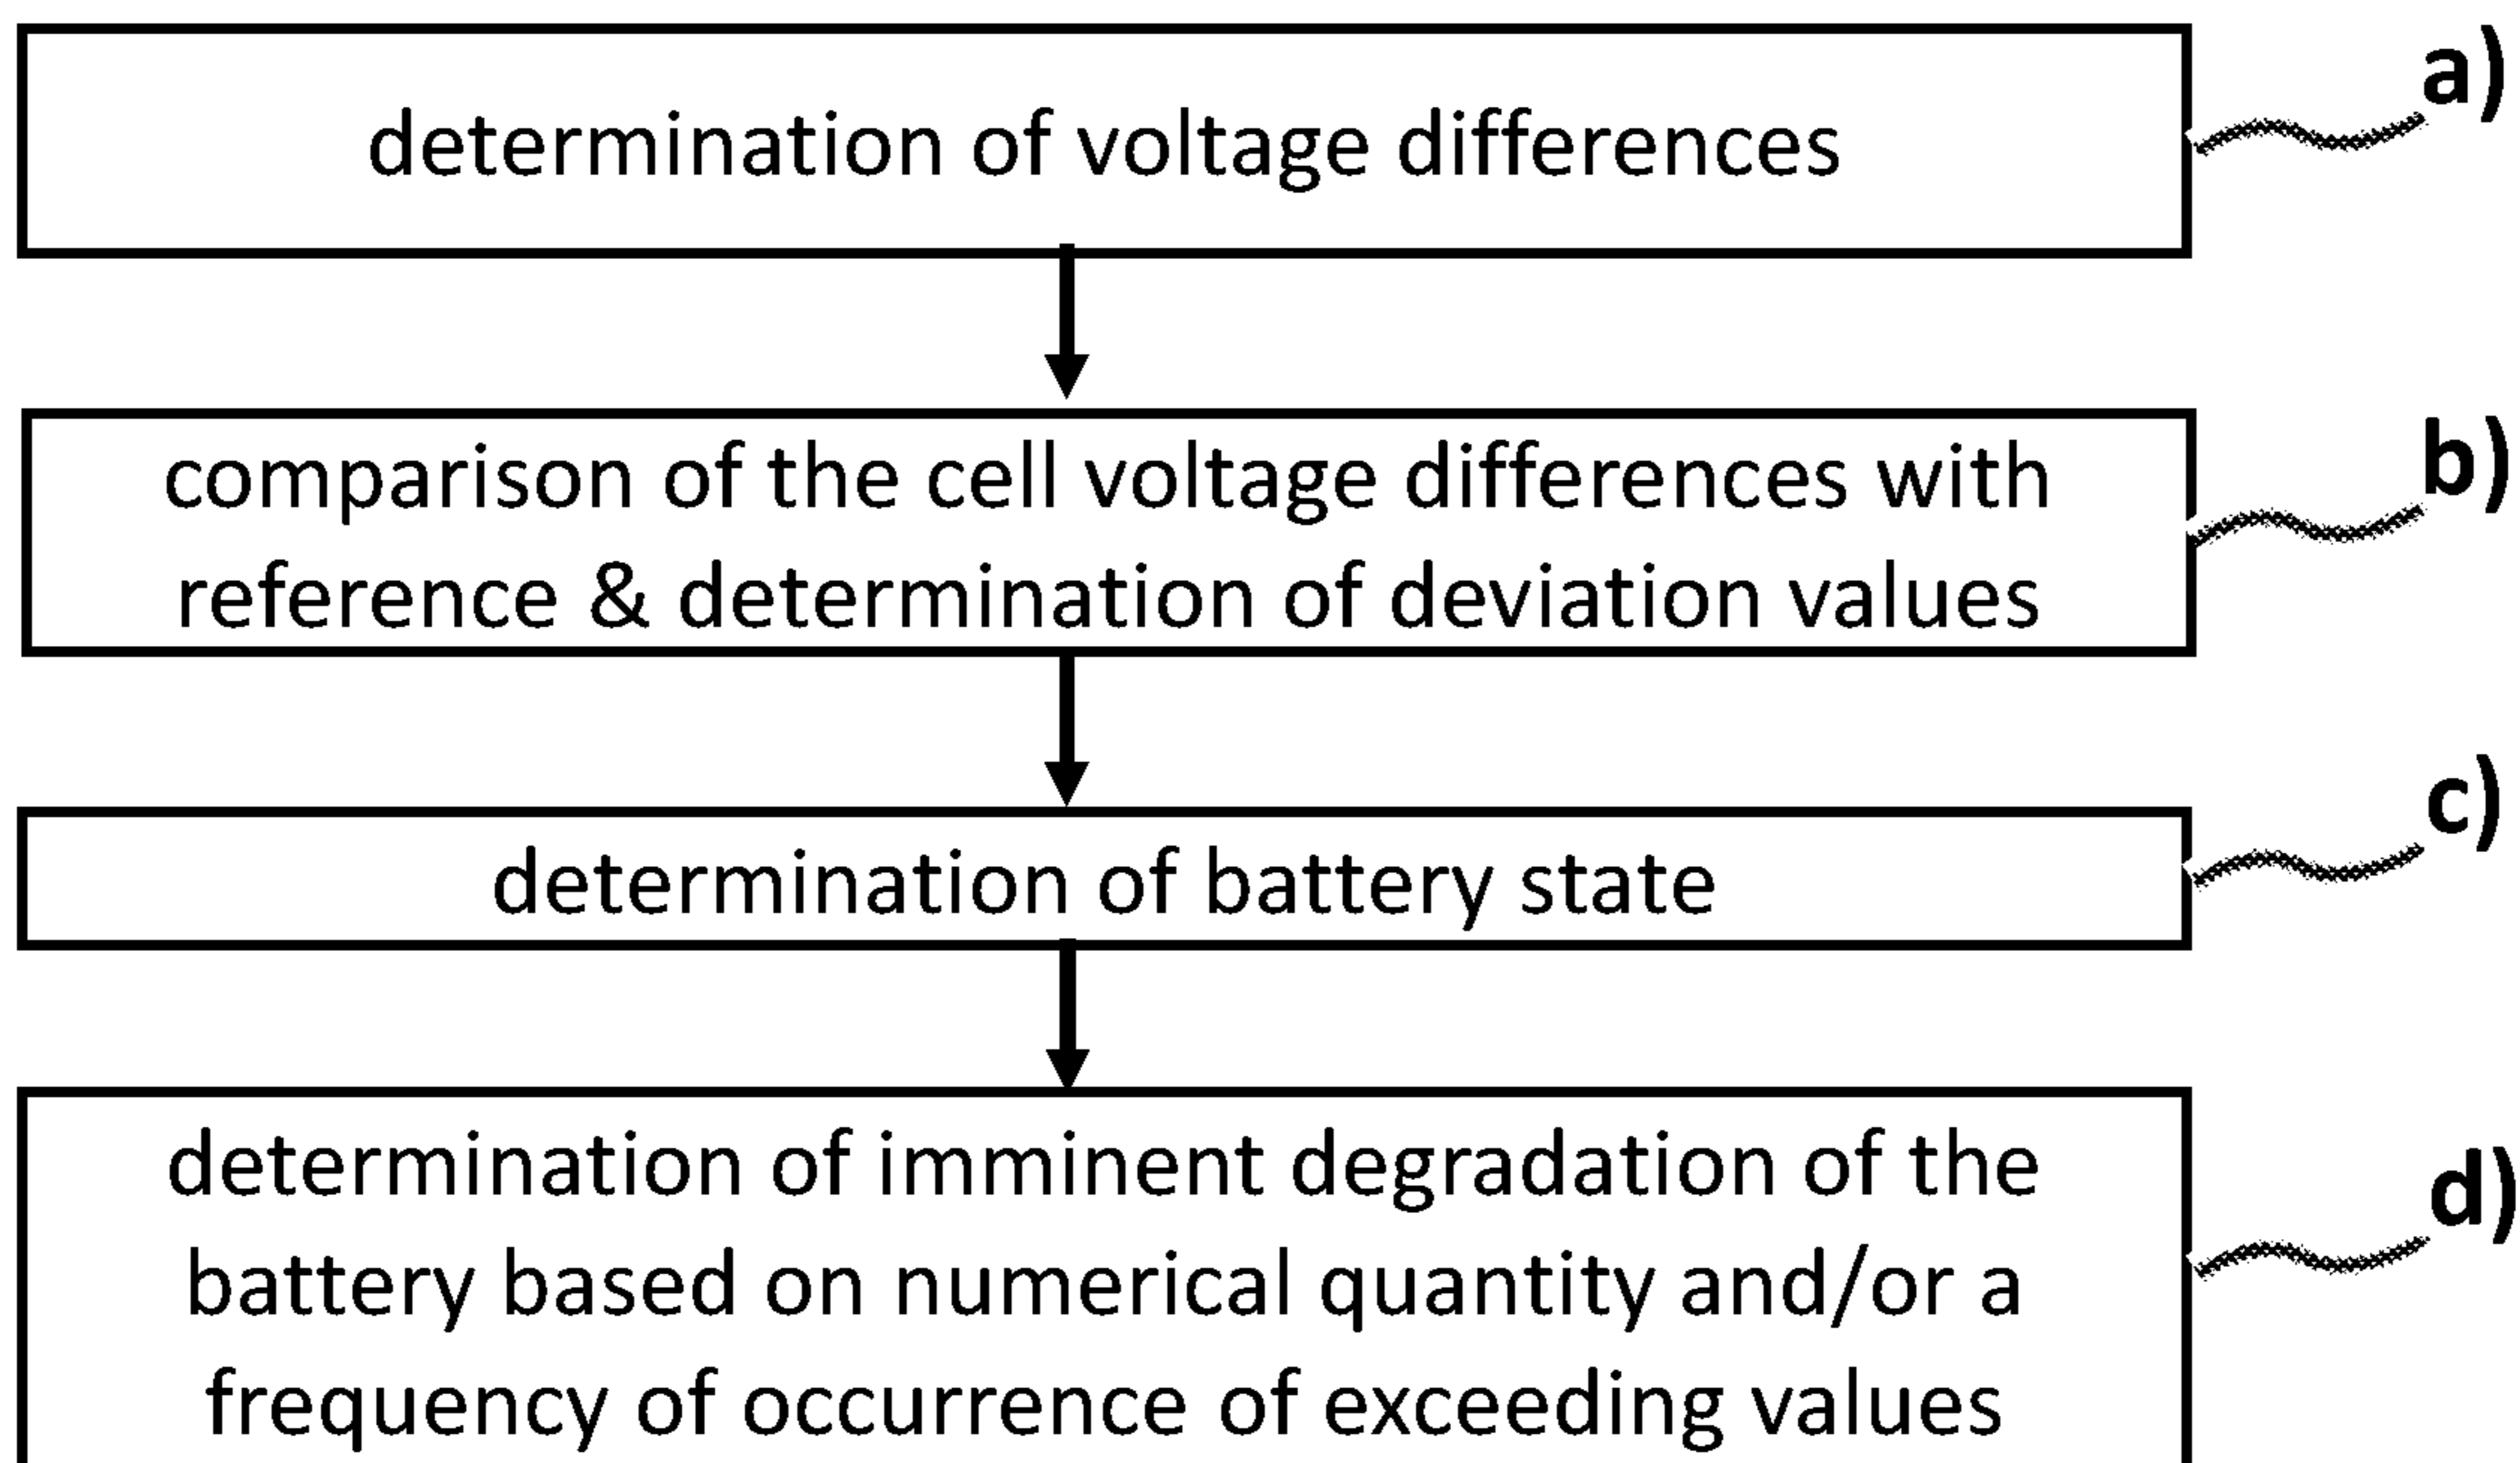 a)
determination of voltage differences
b)
comparison of the cell voltage differences with
reference & determination of deviation values
c)
determination of battery state
d)
determination of imminent degradation of the
battery based on numerical quantity and/or a
frequency of occurrence of exceeding values